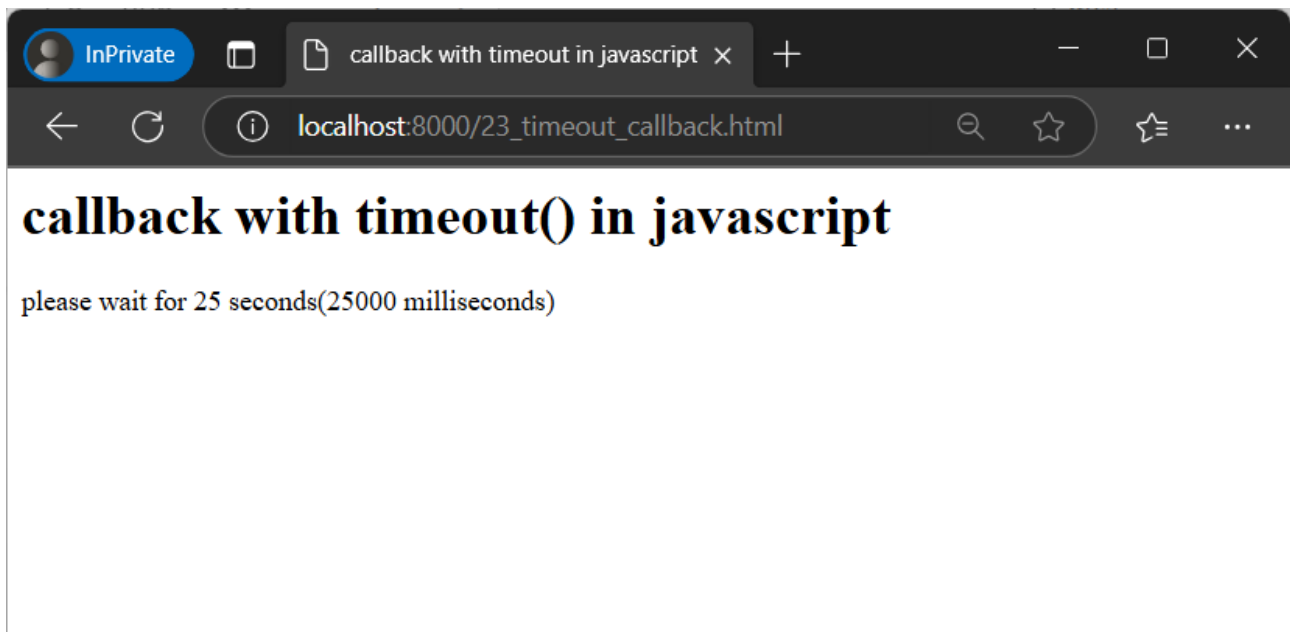 InPrivate
callback with timeout in javascript
localhost:8000/23_timeout_callback.html
callback with timeout() in javascript
please wait for 25 seconds(25000 milliseconds)